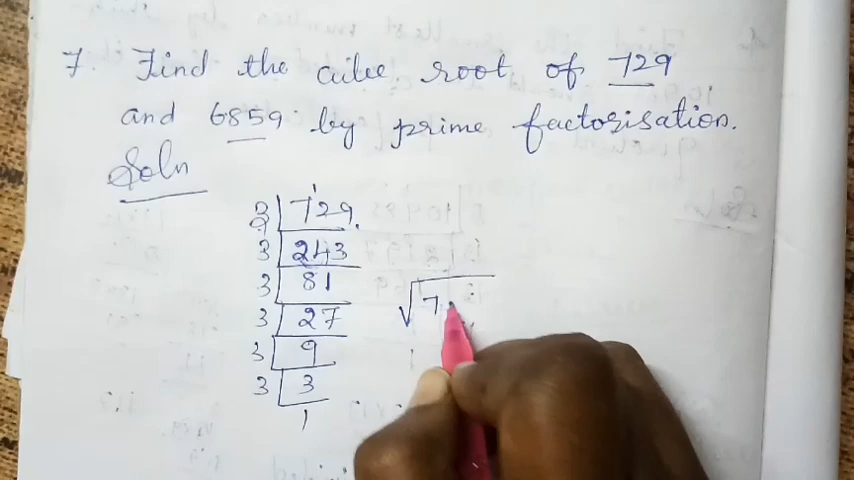 7. Find the cube root of 729
and 6859 by prime factorisation.
Soln
3 | 729
3 | 243
3 | 81
3 | 27
3 | 9
3 | 3
1
√7